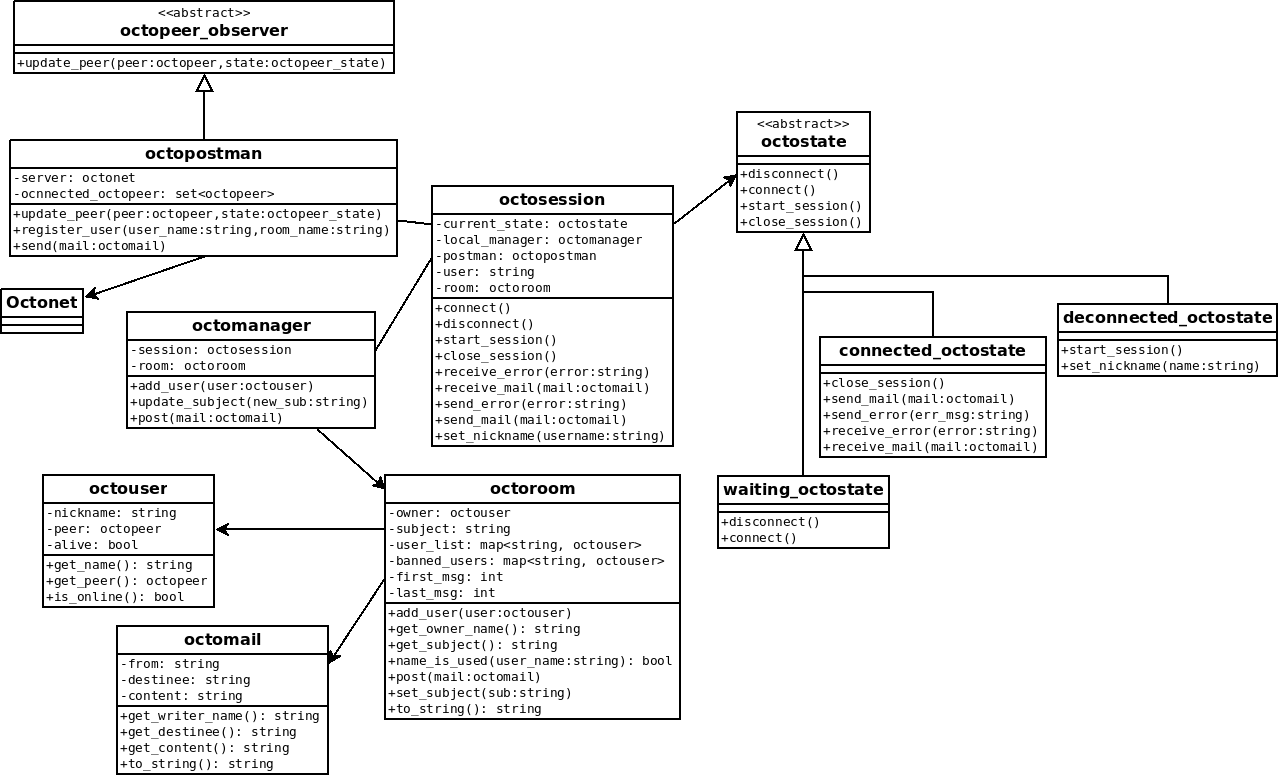 <<abstract>>
octopeer_observer
+update_peer(peer:octopeer,state:octopeer_state)
octopostman
-server: octonet
-ocnnected_octopeer: set<octopeer>
+update_peer(peer:octopeer,state:octopeer_state)
+register_user(user_name:string,room_name:string)
+send(mail:octomail)
Octonet
octosession
-current_state: octostate
-local_manager: octomanager
-postman: octopostman
-user: string
-room: octoroom
+connect()
+disconnect()
+start_session()
+close_session()
+receive_error(error:string)
+receive_mail(mail:octomail)
+send_error(error:string)
+send_mail(mail:octomail)
+set_nickname(username:string)
<<abstract>>
octostate
+disconnect()
+connect()
+start_session()
+close_session()
octomanager
-session: octosession
-room: octoroom
+add_user(user:octouser)
+update_subject(new_sub:string)
+post(mail:octomail)
deconnected_octostate
+start_session()
+set_nickname(name:string)
connected_octostate
+close_session()
+send_mail(mail:octomail)
+send_error(err_msg:string)
+receive_error(error:string)
+receive_mail(mail:octomail)
waiting_octostate
+disconnect()
+connect()
octouser
-nickname: string
-peer: octopeer
-alive: bool
+get_name(): string
+get_peer(): octopeer
+is_online(): bool
octoroom
-owner: octouser
-subject: string
-user_list: map<string, octouser>
-banned_users: map<string, octouser>
-first_msg: int
-last_msg: int
+add_user(user:octouser)
+get_owner_name(): string
+get_subject(): string
+name_is_used(user_name:string): bool
+post(mail:octomail)
+set_subject(sub:string)
+to_string(): string
octomail
-from: string
-destinee: string
-content: string
+get_writer_name(): string
+get_destinee(): string
+get_content(): string
+to_string(): string